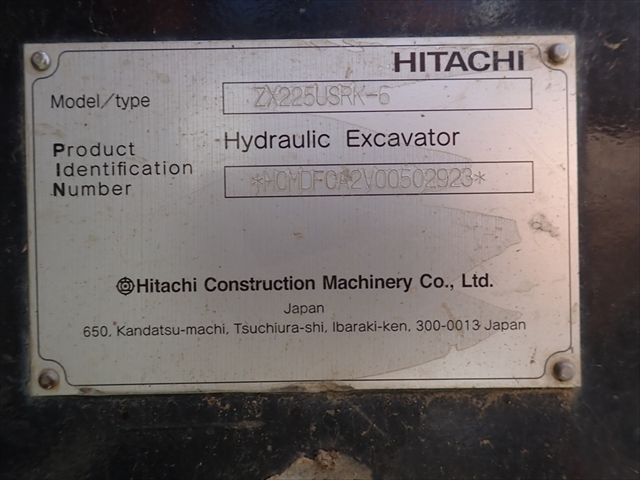 HITACHI
Model/type ZX225USRK-6
Hydraulic Excavator
Product
Identification
Number *HCMDF0A2V00502923*
Hitachi Construction Machinery Co., Ltd.
Japan
650, Kandatsu-machi, Tsuchiura-shi, Ibaraki-ken, 300-0013 Japan